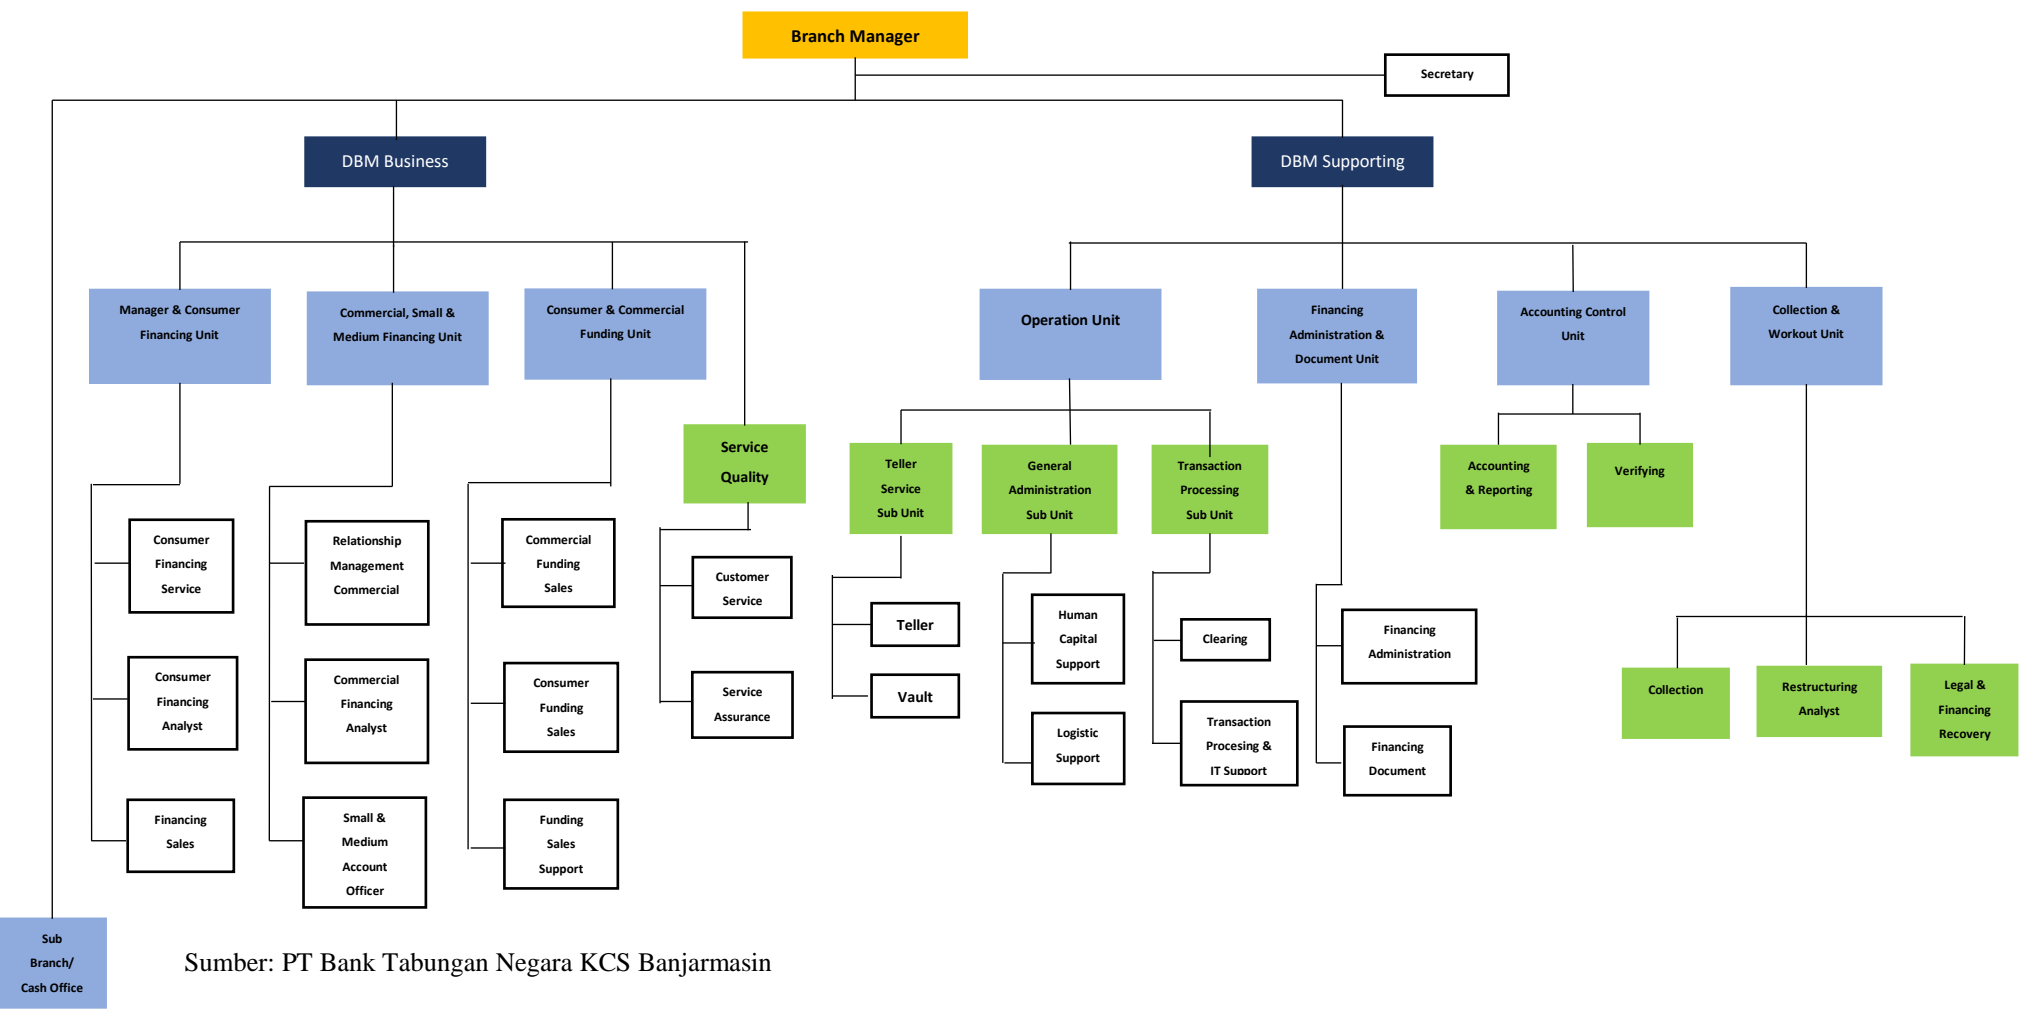 Branch Manager
Secretary
DBM Business
DBM Supporting
Manager & Consumer
Financing Unit
Commercial, Small &
Medium Financing Unit
Consumer & Commercial
Funding Unit
Operation Unit
Financing
Administration &
Document Unit
Accounting Control
Unit
Collection &
Workout Unit
Service
Quality
Teller
Service
Sub Unit
General
Administration
Sub Unit
Transaction
Processing
Sub Unit
Accounting
& Reporting
Verifying
Consumer
Financing
Service
Relationship
Management
Commercial
Commercial
Funding
Sales
Customer
Service
Teller
Human
Capital
Support
Clearing
Financing
Administration
Collection
Restructuring
Analyst
Legal &
Financing
Recovery
Consumer
Financing
Analyst
Commercial
Financing
Analyst
Consumer
Funding
Sales
Service
Assurance
Vault
Logistic
Support
Transaction
Procesing &
IT Support
Financing
Document
Financing
Sales
Small &
Medium
Account
Officer
Funding
Sales
Support
Sub
Branch/
Cash Office
Sumber: PT Bank Tabungan Negara KCS Banjarmasin